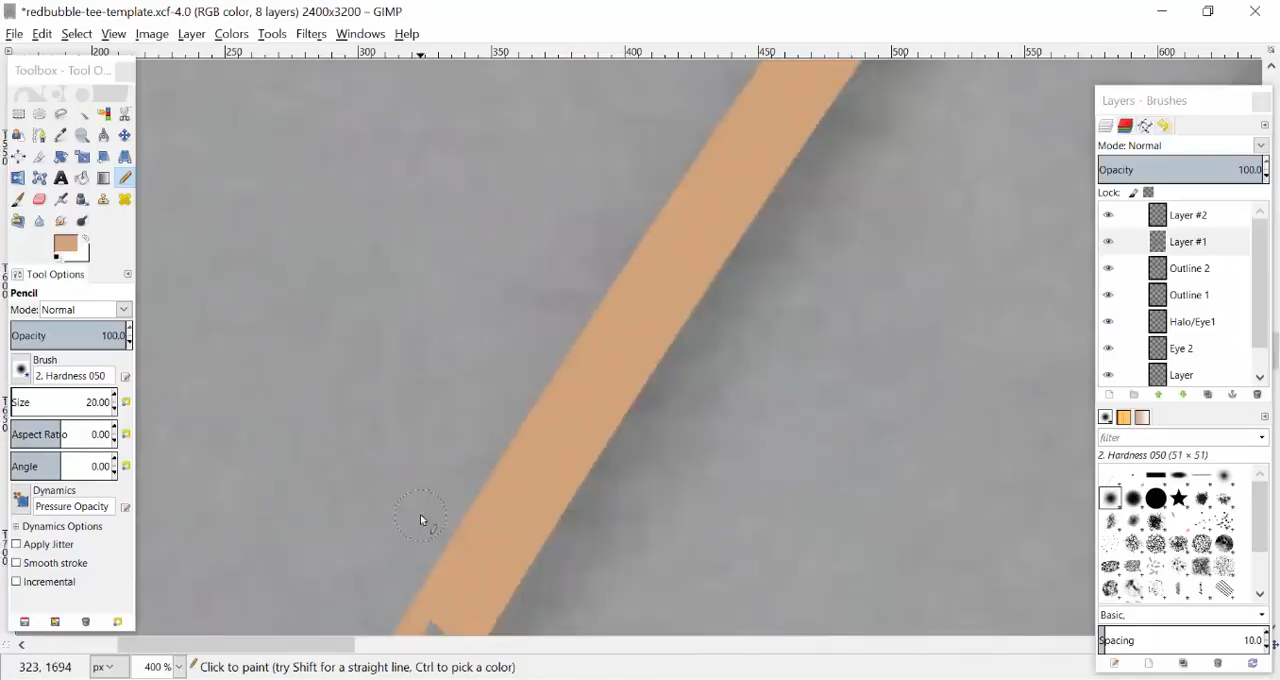 *redbubble-tee-template.xcf-4.0 (RGB color, 8 layers) 2400x3200 – GIMP
File Edit Select View Image Layer Colors Tools Filters Windows Help
200 250 300 350 400 450 500 550 600
Toolbox - Tool O...
Layers - Brushes
Mode: Normal
Opacity 100.0
Lock:
Layer #2
Layer #1
Outline 2
Outline 1
Halo/Eye1
Eye 2
Layer
Tool Options
Pencil
Mode: Normal
Opacity 100.0
Brush
2. Hardness 050
Size 20.00
Aspect Ratio 0.00
Angle 0.00
Dynamics
Pressure Opacity
Dynamics Options
Apply Jitter
Smooth stroke
Incremental
filter
2. Hardness 050 (51 × 51)
Basic,
Spacing 10.0
323, 1694 px 400 % Click to paint (try Shift for a straight line, Ctrl to pick a color)